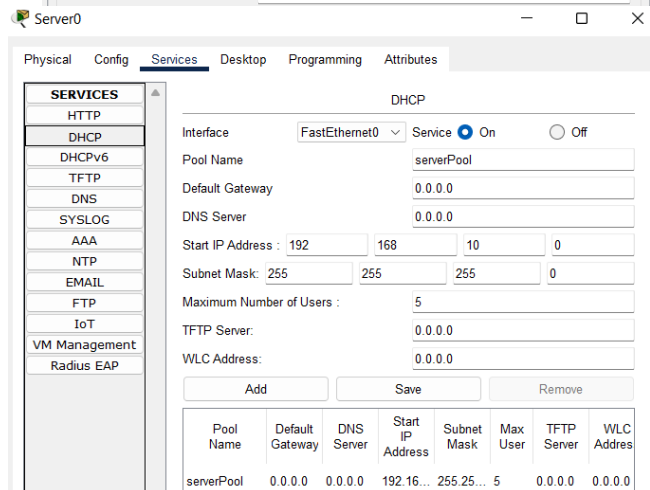 Server0
Physical Config Services Desktop Programming Attributes
SERVICES
HTTP
DHCP
DHCPv6
TFTP
DNS
SYSLOG
AAA
NTP
EMAIL
FTP
IoT
VM Management
Radius EAP
DHCP
Interface FastEthernet0 Service On Off
Pool Name serverPool
Default Gateway 0.0.0.0
DNS Server 0.0.0.0
Start IP Address : 192 168 10 0
Subnet Mask: 255 255 255 0
Maximum Number of Users : 5
TFTP Server: 0.0.0.0
WLC Address: 0.0.0.0
Add Save Remove
Pool Name Default Gateway DNS Server Start IP Address Subnet Mask Max User TFTP Server WLC Addres
serverPool 0.0.0.0 0.0.0.0 192.16... 255.25... 5 0.0.0.0 0.0.0.0